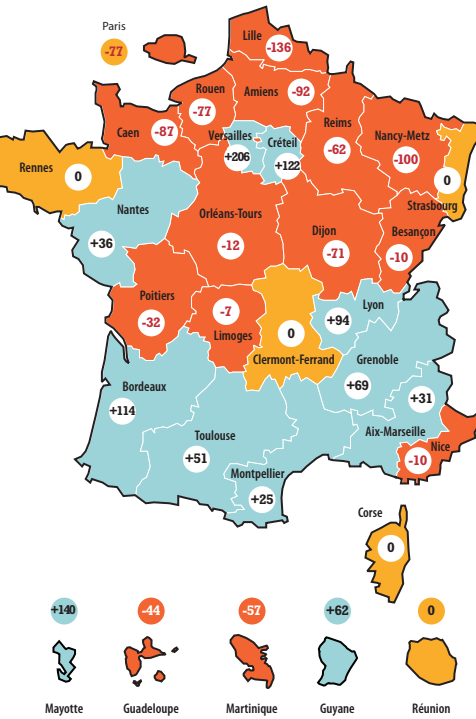 Paris
-77
Lille
-136
Rouen
-77
Amiens
-92
Caen
-87
Versailles
+206
Créteil
+122
Reims
-62
Nancy-Metz
-100
0
Strasbourg
Rennes
0
Nantes
+36
Orléans-Tours
-12
Dijon
-71
Besançon
-10
Poitiers
-32
-7
Limoges
0
Clermont-Ferrand
Lyon
+94
Grenoble
+69
Bordeaux
+114
+31
Aix-Marseille
Nice
-10
Toulouse
+51
Montpellier
+25
Corse
0
+140
-44
-57
+62
0
Mayotte
Guadeloupe
Martinique
Guyane
Réunion